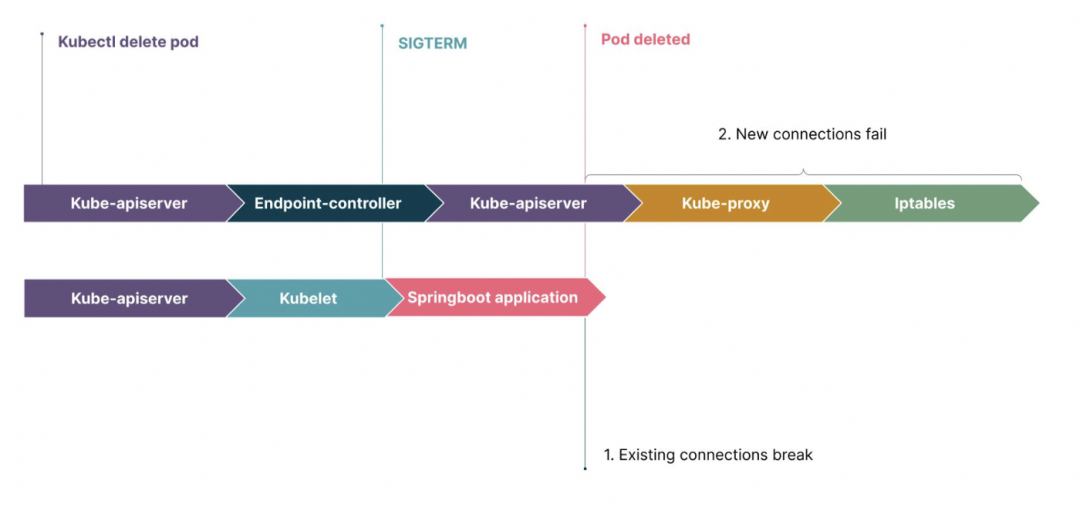 Kubectl delete pod
SIGTERM
Pod deleted
2. New connections fail
Kube-apiserver
Endpoint-controller
Kube-apiserver
Kube-proxy
Iptables
Kube-apiserver
Kubelet
Springboot application
1. Existing connections break